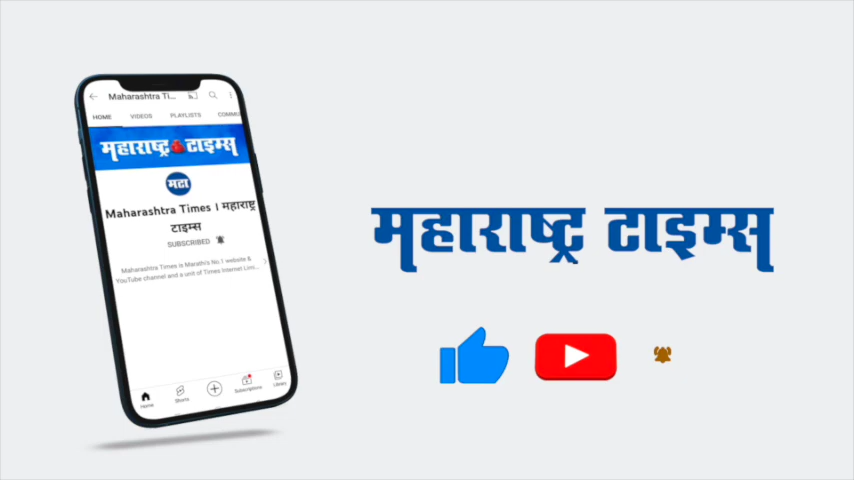 Maharashtra Ti...
HOME VIDEOS PLAYLISTS COMMU
महाराष्ट्र टाइम्स
मटा
Maharashtra Times । महाराष्ट्र
टाइम्स
SUBSCRIBED
Maharashtra Times is Marathi's No.1 website &
YouTube channel and a unit of Times Internet Limi...
Home Shorts Subscriptions Library
महाराष्ट्र टाइम्स